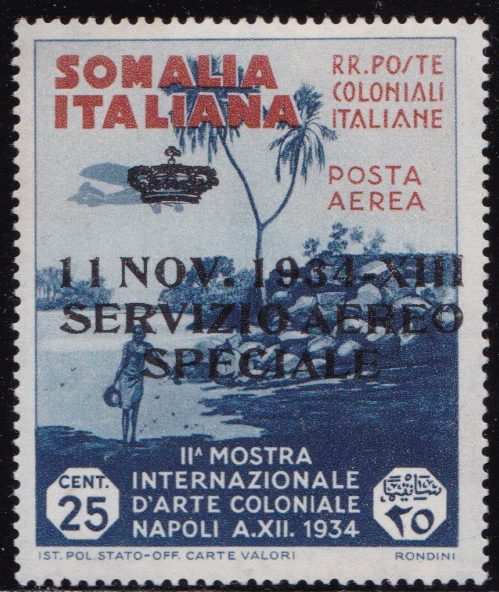 SOMALIA
ITALIANA
RR. POSTE
COLONIALI
ITALIANE
POSTA
AEREA
11 NOV. 1934-XIII
SERVIZIO AEREO
SPECIALE
IIᴬ MOSTRA
INTERNAZIONALE
D'ARTE COLONIALE
NAPOLI A.XII. 1934
CENT.
25
٢٥
IST. POL. STATO-OFF. CARTE VALORI
RONDINI